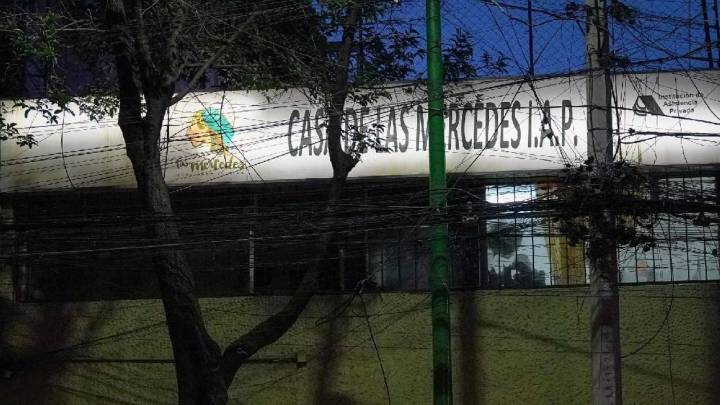 las mercedes
CASA DE LAS MERCEDES I.A.P.
Institución de
Asistencia
Privada